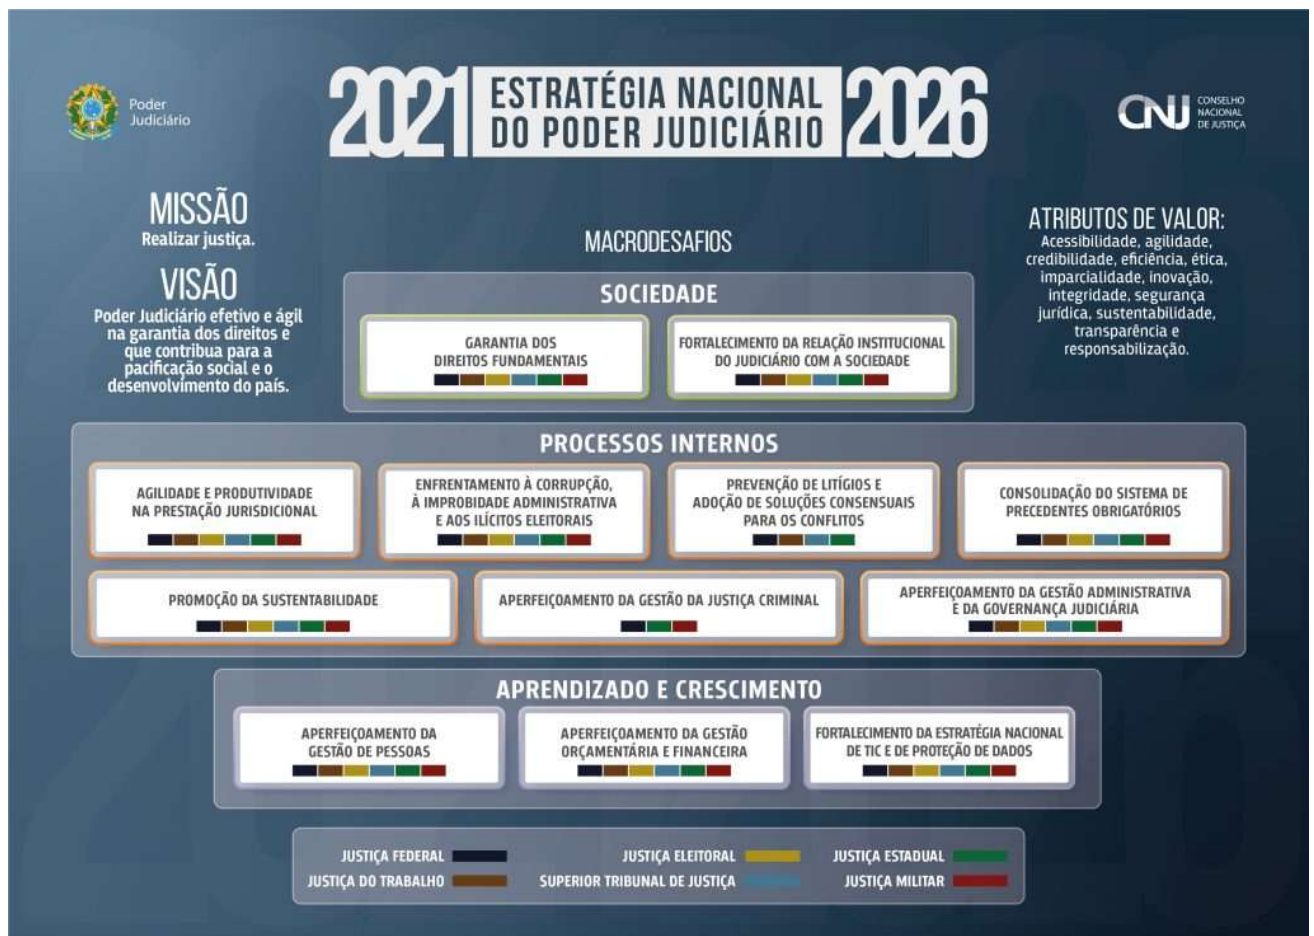 Poder
Judiciário
2021 ESTRATÉGIA NACIONAL
DO PODER JUDICIÁRIO 2026
CNJ CONSELHO
NACIONAL
DE JUSTIÇA
MISSÃO
Realizar justiça.
VISÃO
Poder Judiciário efetivo e ágil
na garantia dos direitos e
que contribua para a
pacificação social e o
desenvolvimento do país.
ATRIBUTOS DE VALOR:
Acessibilidade, agilidade,
credibilidade, eficiência, ética,
imparcialidade, inovação,
integridade, segurança
jurídica, sustentabilidade,
transparência e
responsabilização.
MACRODESAFIOS
SOCIEDADE
GARANTIA DOS
DIREITOS FUNDAMENTAIS
FORTALECIMENTO DA RELAÇÃO INSTITUCIONAL
DO JUDICIÁRIO COM A SOCIEDADE
PROCESSOS INTERNOS
AGILIDADE E PRODUTIVIDADE
NA PRESTAÇÃO JURISDICIONAL
ENFRENTAMENTO À CORRUPÇÃO,
À IMPROBIDADE ADMINISTRATIVA
E AOS ILÍCITOS ELEITORAIS
PREVENÇÃO DE LITÍGIOS E
ADOÇÃO DE SOLUÇÕES CONSENSUAIS
PARA OS CONFLITOS
CONSOLIDAÇÃO DO SISTEMA DE
PRECEDENTES OBRIGATÓRIOS
PROMOÇÃO DA SUSTENTABILIDADE
APERFEIÇOAMENTO DA GESTÃO DA JUSTIÇA CRIMINAL
APERFEIÇOAMENTO DA GESTÃO ADMINISTRATIVA
E DA GOVERNANÇA JUDICIÁRIA
APRENDIZADO E CRESCIMENTO
APERFEIÇOAMENTO DA
GESTÃO DE PESSOAS
APERFEIÇOAMENTO DA GESTÃO
ORÇAMENTÁRIA E FINANCEIRA
FORTALECIMENTO DA ESTRATÉGIA NACIONAL
DE TIC E DE PROTEÇÃO DE DADOS
JUSTIÇA FEDERAL
JUSTIÇA ELEITORAL
JUSTIÇA ESTADUAL
JUSTIÇA DO TRABALHO
SUPERIOR TRIBUNAL DE JUSTIÇA
JUSTIÇA MILITAR